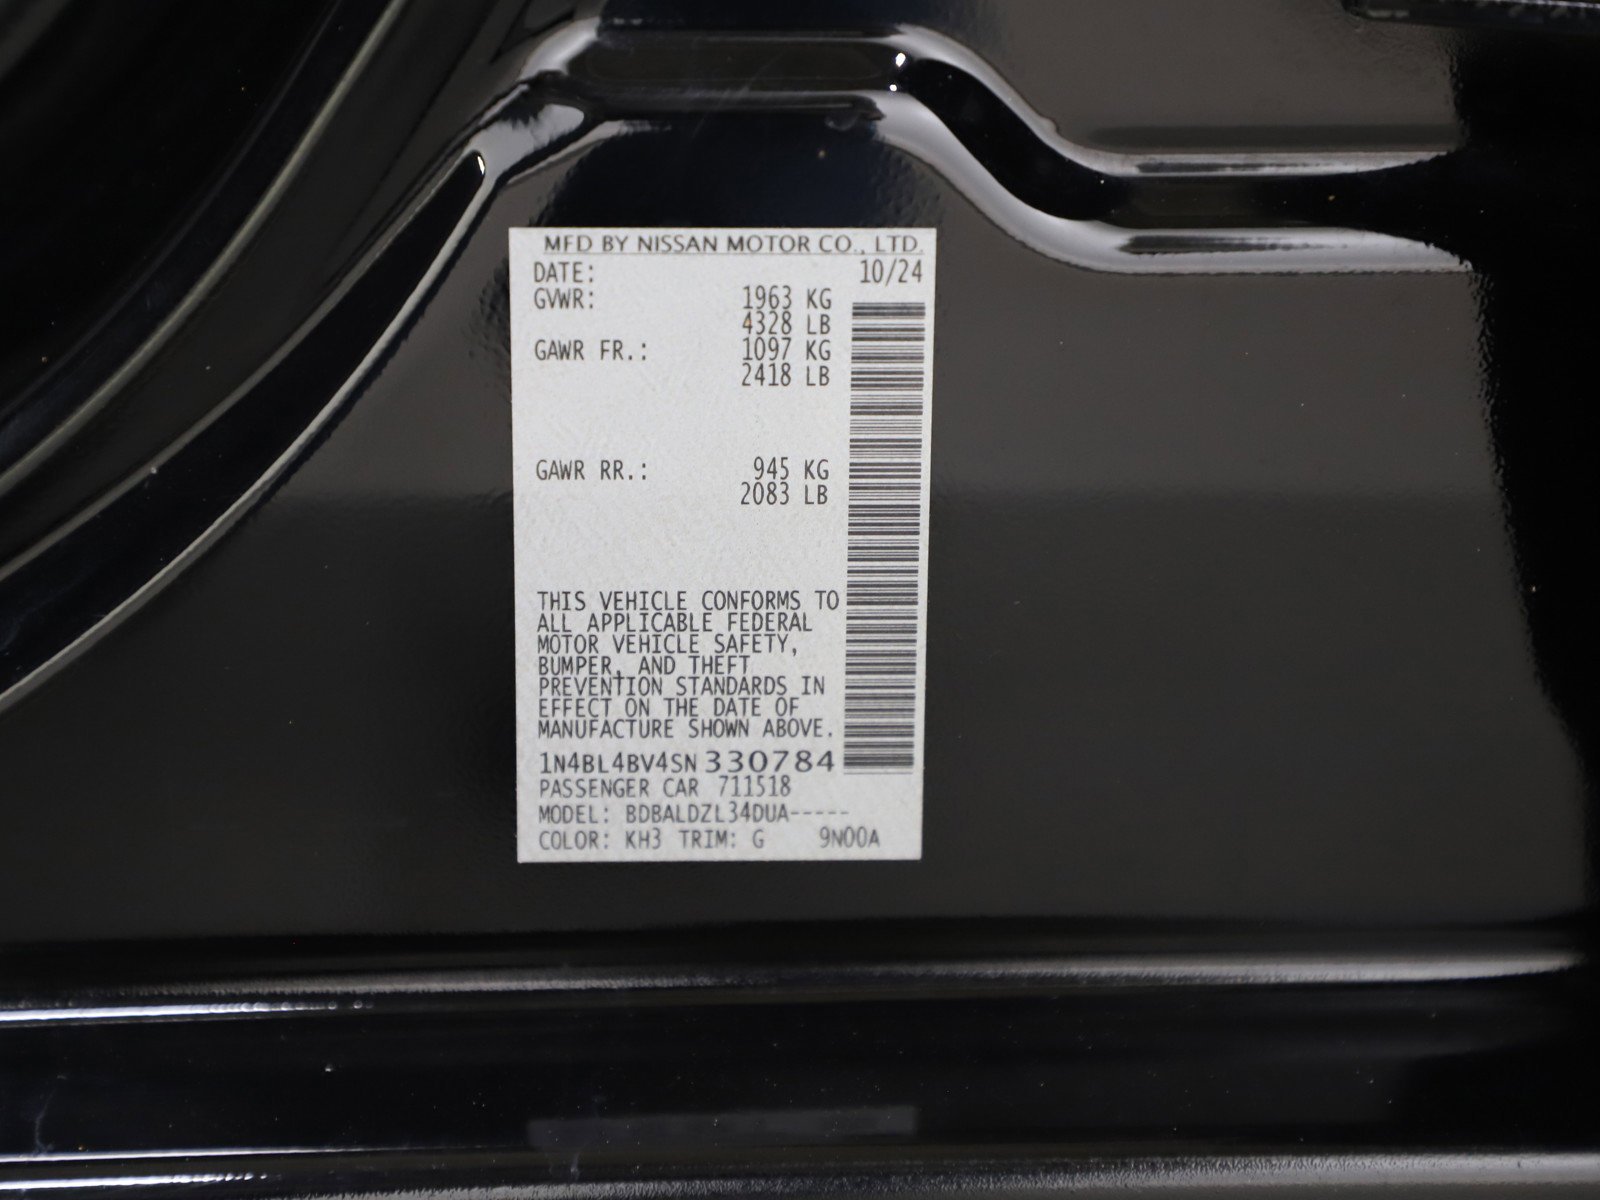 MFD BY NISSAN MOTOR CO., LTD.
DATE: 10/24
GVWR: 1963 KG
4328 LB
GAWR FR.: 1097 KG
2418 LB
GAWR RR.: 945 KG
2083 LB
THIS VEHICLE CONFORMS TO
ALL APPLICABLE FEDERAL
MOTOR VEHICLE SAFETY,
BUMPER, AND THEFT
PREVENTION STANDARDS IN
EFFECT ON THE DATE OF
MANUFACTURE SHOWN ABOVE.
1N4BL4BV4SN330784
PASSENGER CAR 711518
MODEL: BDBALDZL34DUA-----
COLOR: KH3 TRIM: G 9N00A